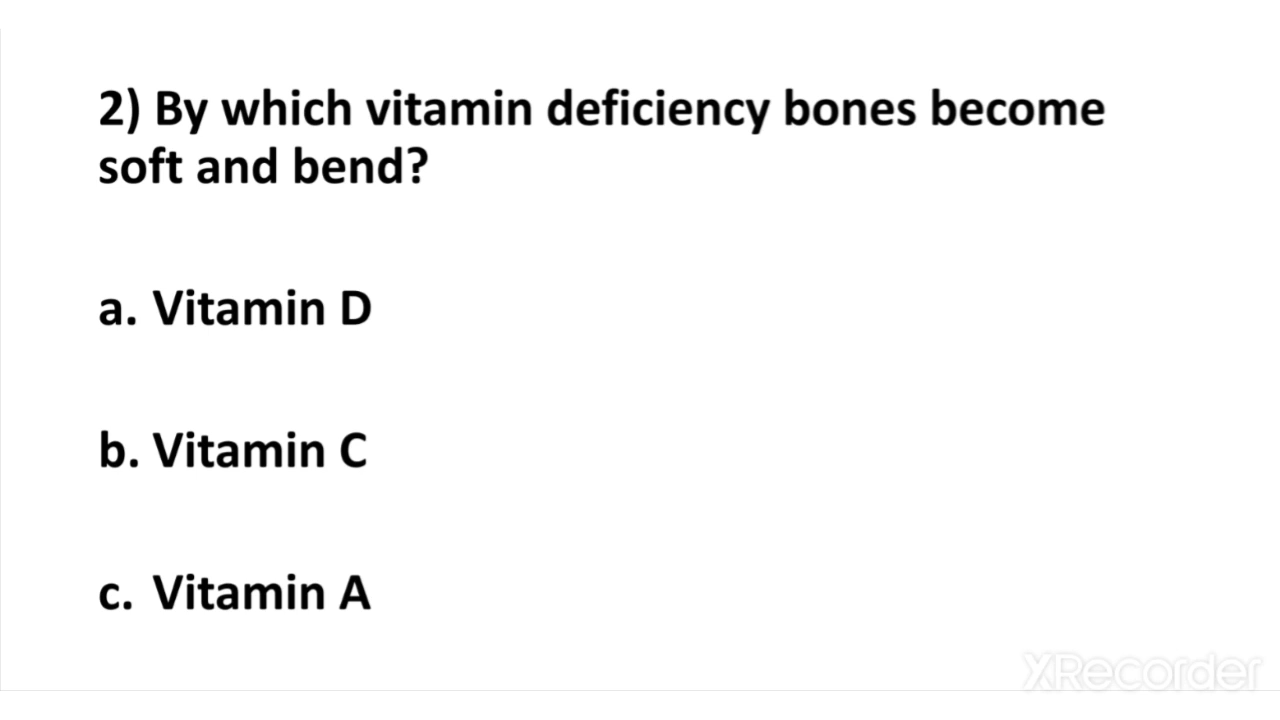 2) By which vitamin deficiency bones become
soft and bend?
a. Vitamin D
b. Vitamin C
c. Vitamin A
XRecorder